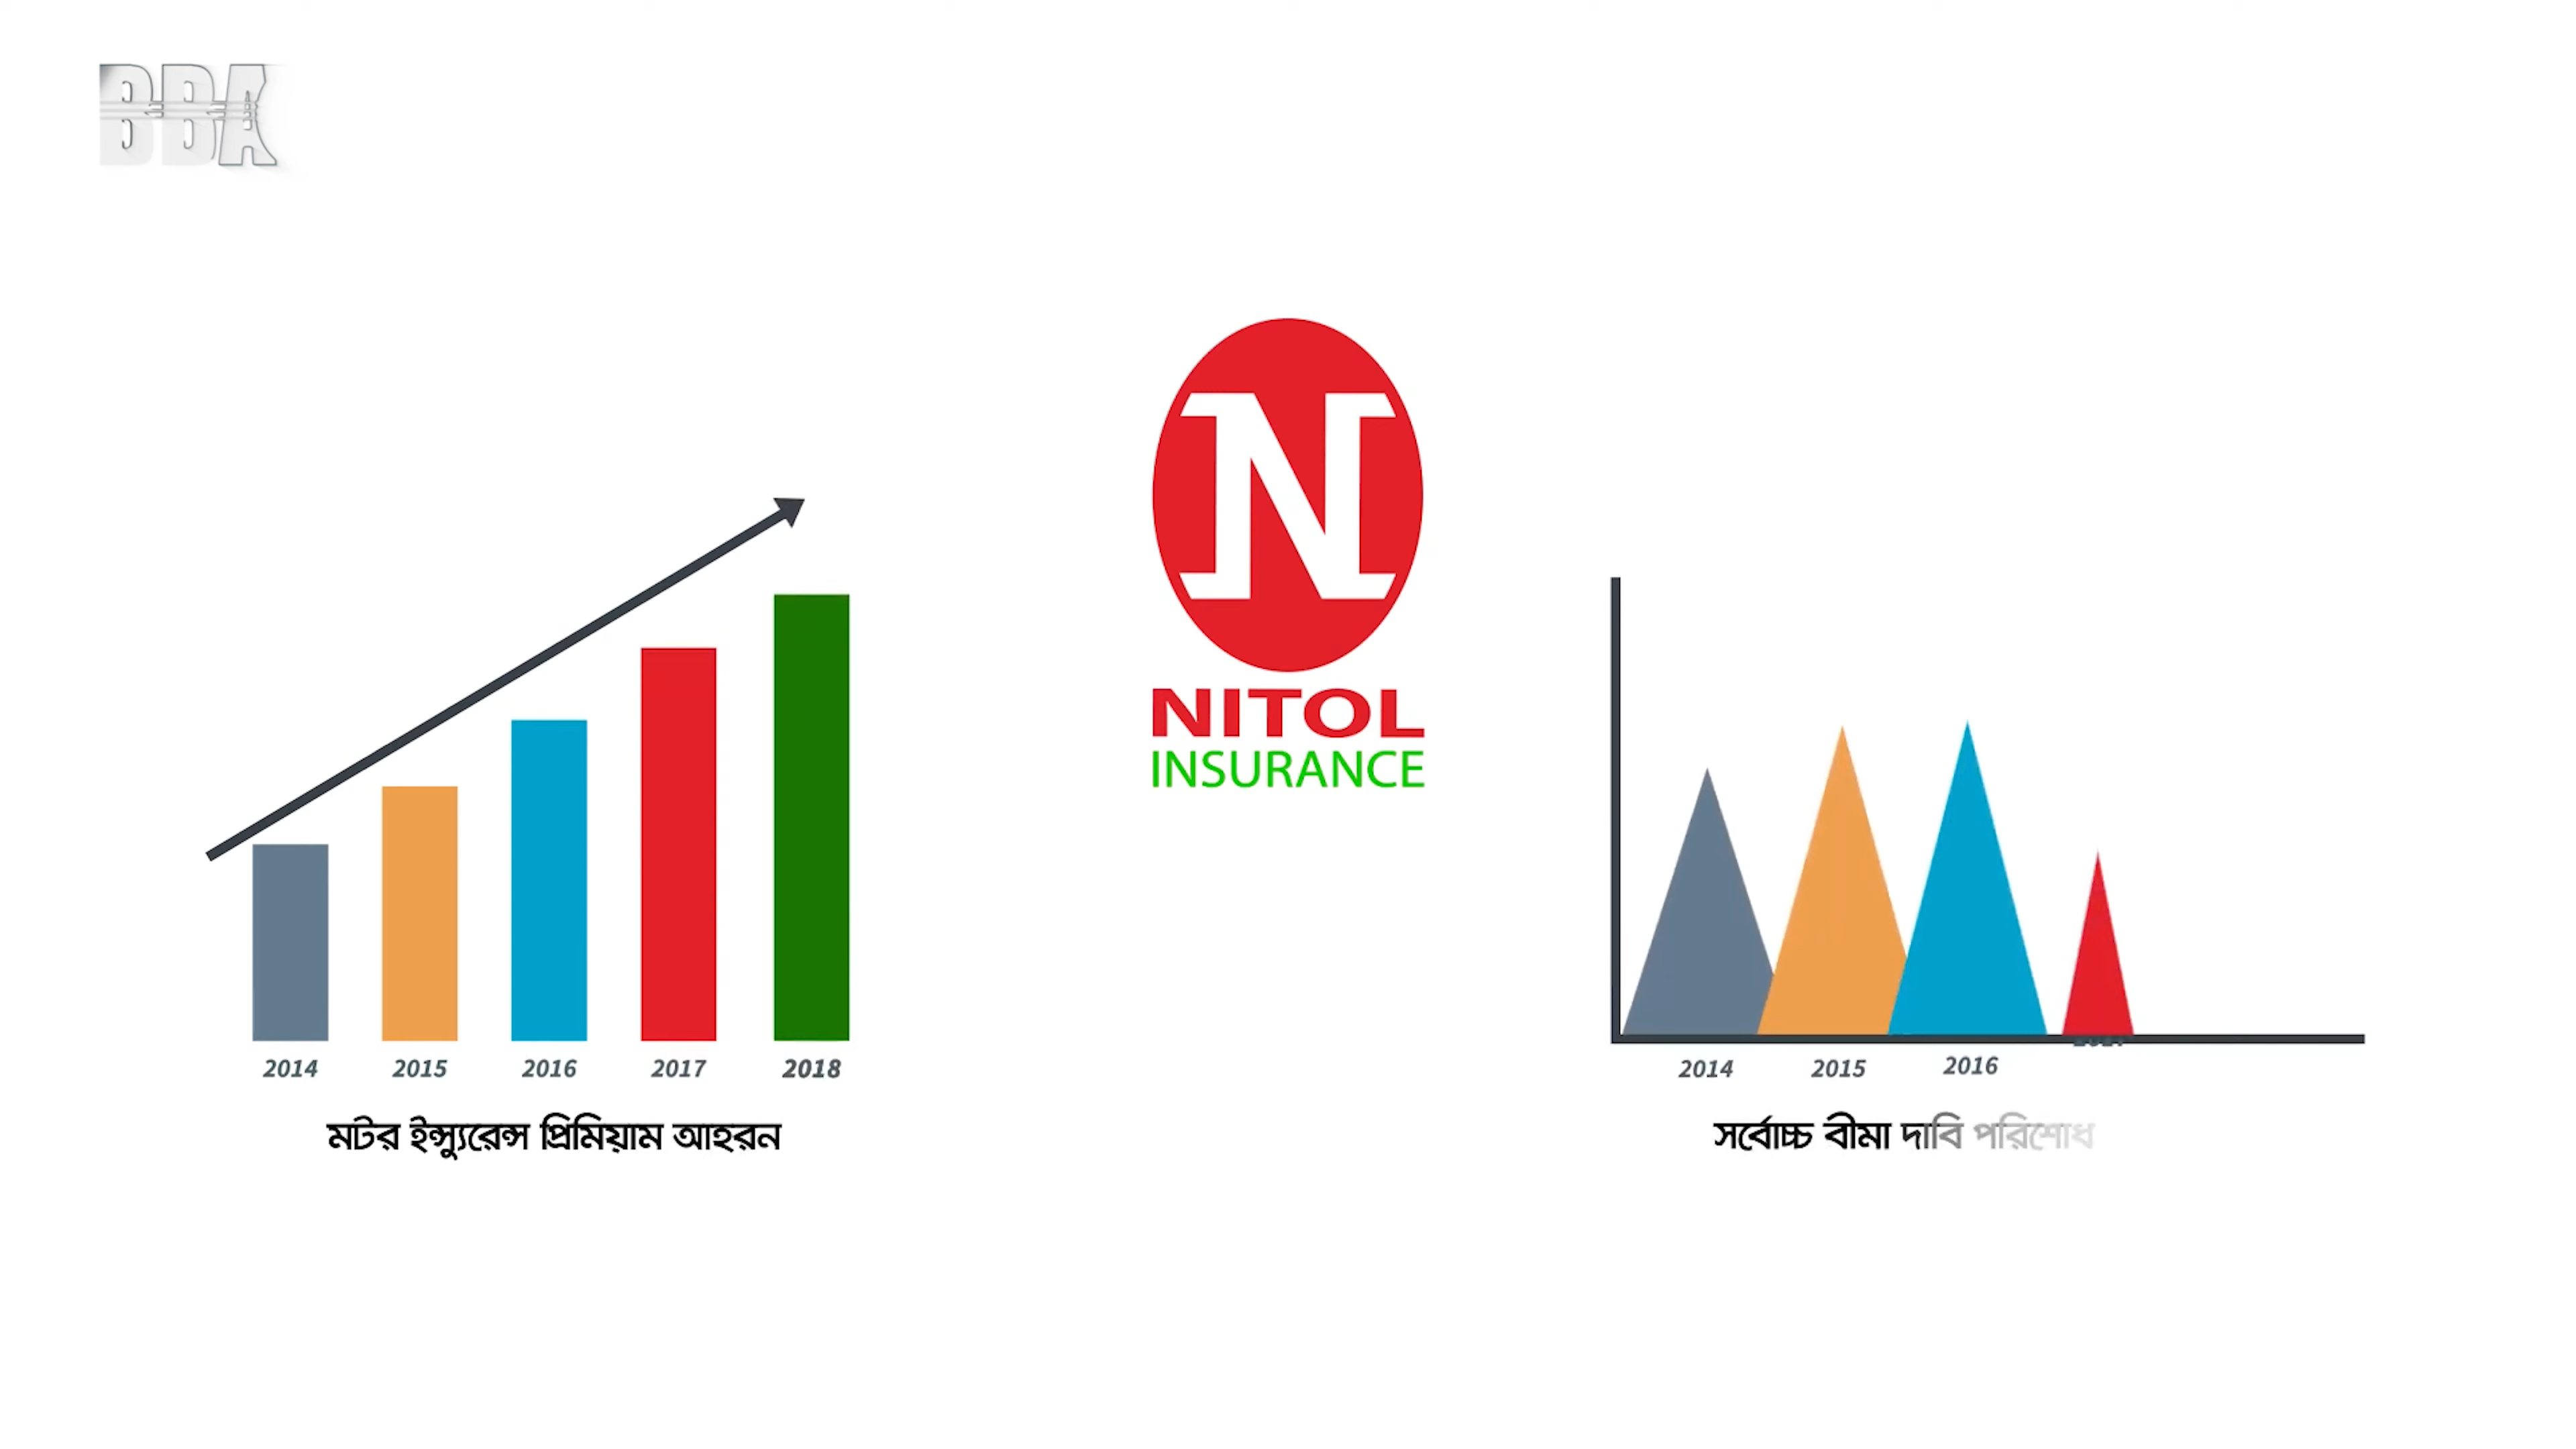 BBA
NITOL
INSURANCE
2014 2015 2016 2017 2018
মটর ইন্স্যুরেন্স প্রিমিয়াম আহরন
2014 2015 2016
সর্বোচ্চ বীমা দাবি পরিশোধ